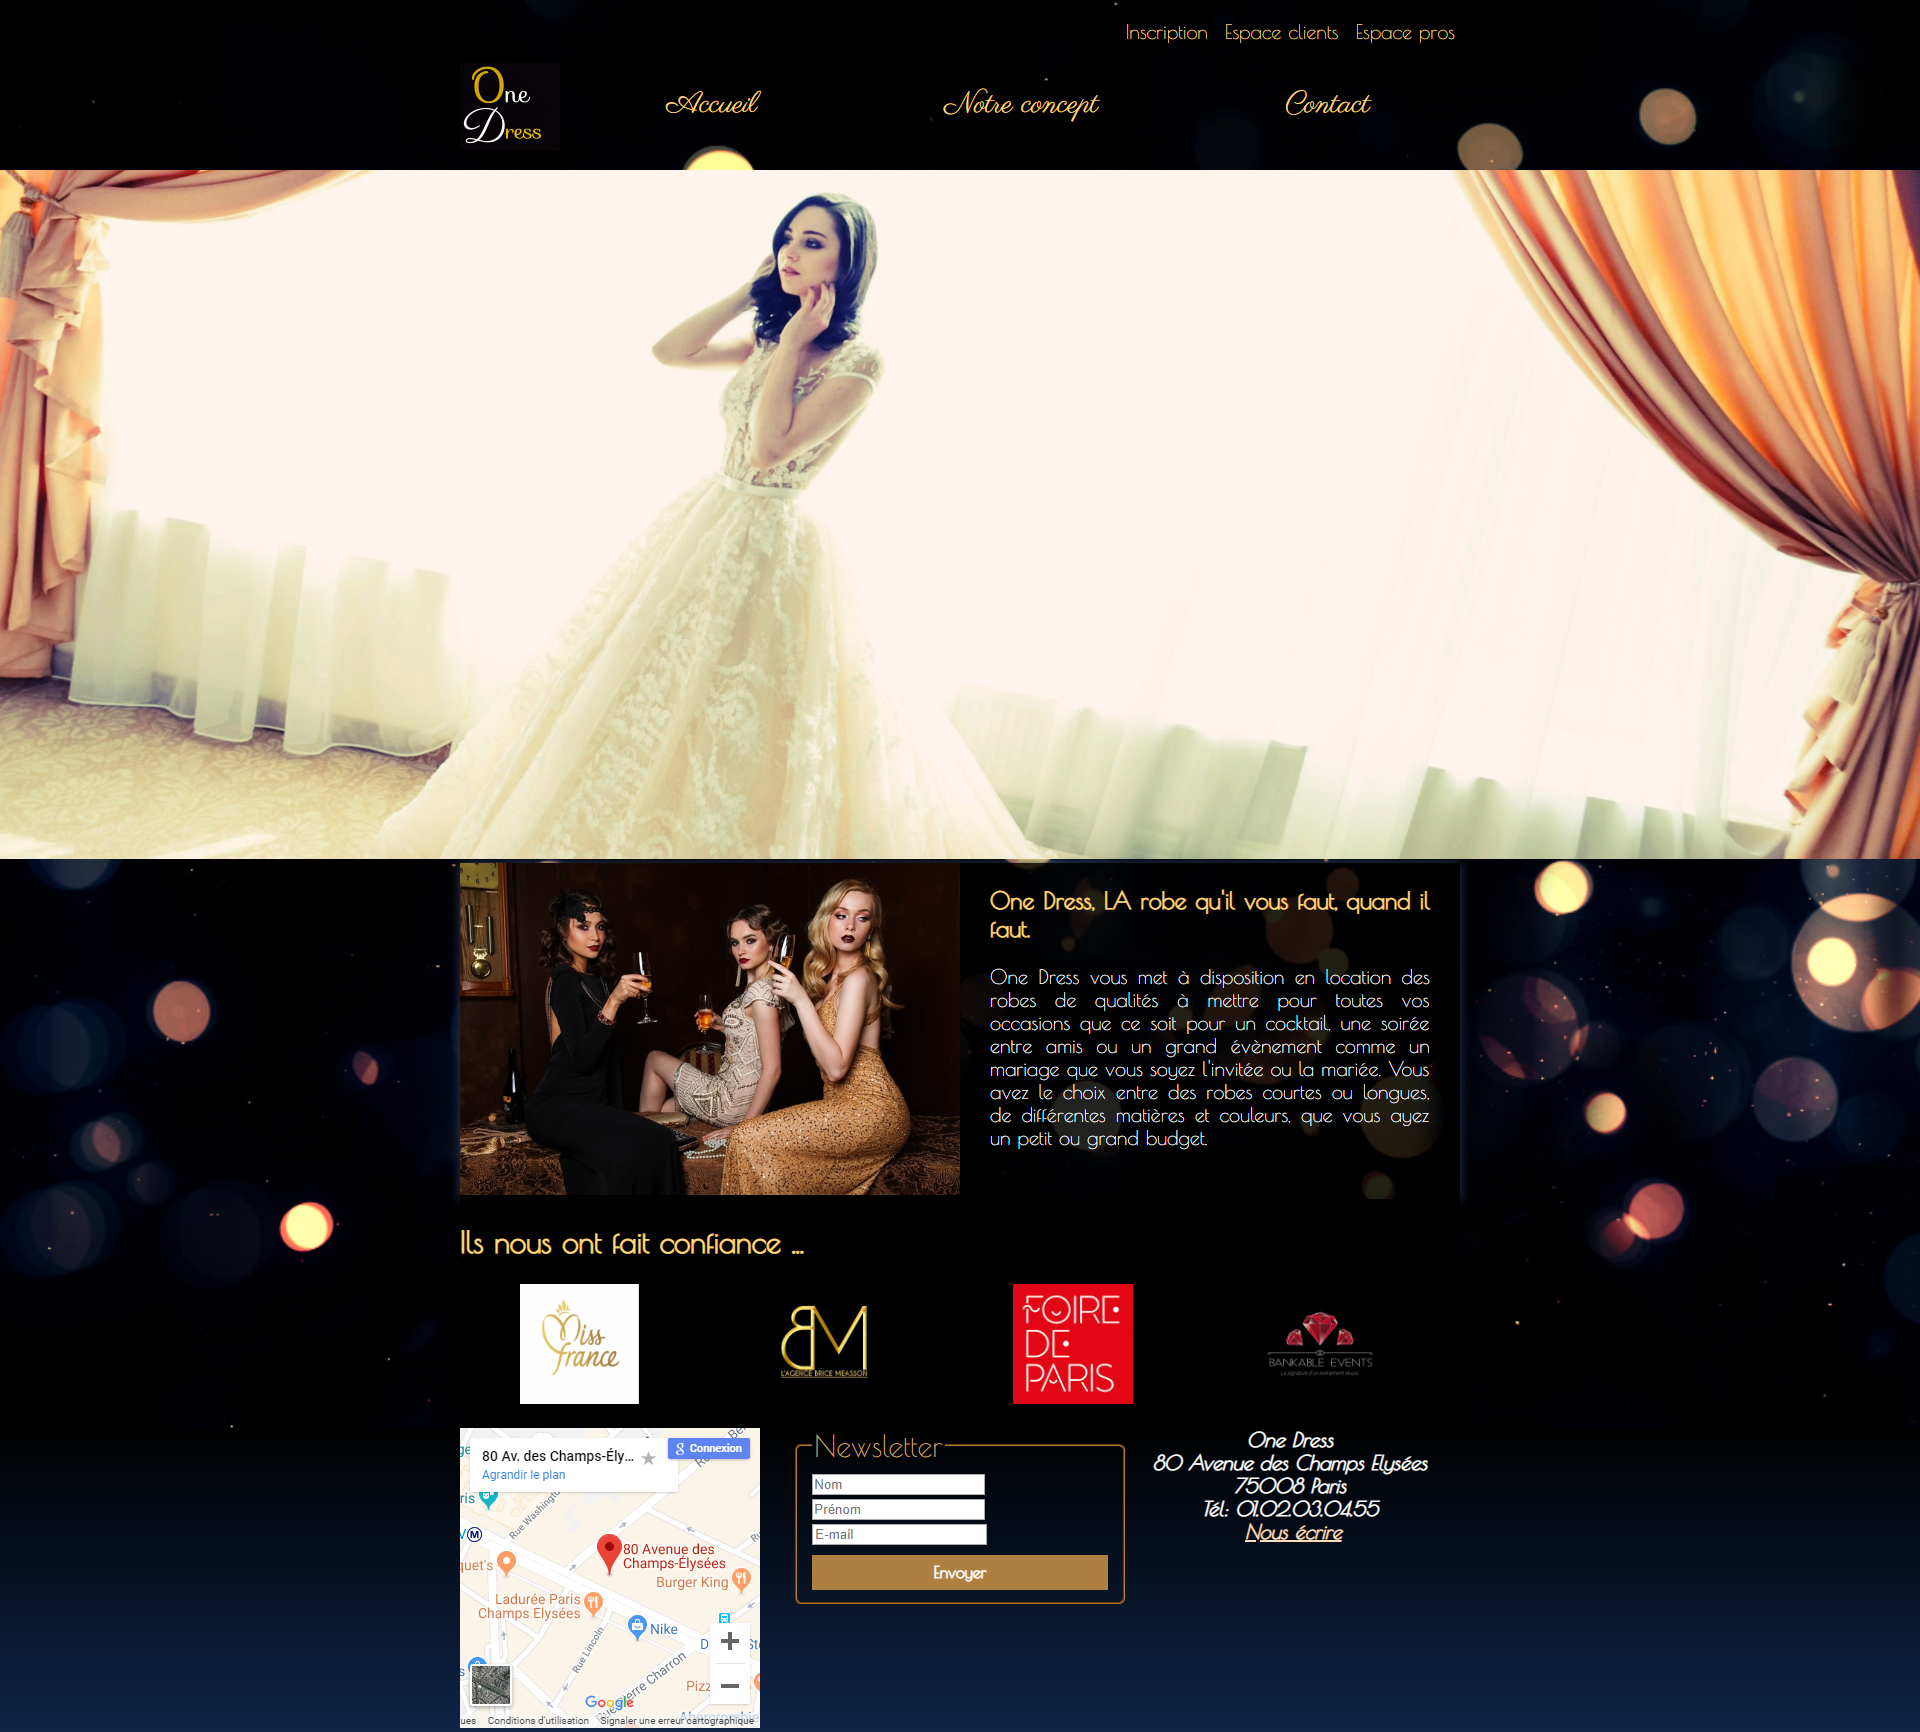 Inscription Espace clients Espace pros
One
Dress
Accueil Notre concept Contact
One Dress, LA robe qu'il vous faut, quand il
faut.
One Dress vous met à disposition en location des
robes de qualités à mettre pour toutes vos
occasions que ce soit pour un cocktail, une soirée
entre amis ou un grand évènement comme un
mariage que vous soyez l'invitée ou la mariée. Vous
avez le choix entre des robes courtes ou longues,
de différentes matières et couleurs, que vous ayez
un petit ou grand budget.
Ils nous ont fait confiance ...
Miss
france
BM
L'AGENCE BRICE MEASSON
FOIRE
DE
PARIS
BANKABLE EVENTS
80 Av. des Champs-Ély...
Agrandir le plan
Connexion
Rue Washington
M
80 Avenue des
Champs-Élysées
quet's
Burger King
Ladurée Paris
Champs Elysées
Nike
Rue Lincoln
Rue Pierre Charron
Pizz
Google
Abercrombie
ues Conditions d'utilisation Signaler une erreur cartographique
Newsletter
Nom
Prénom
E-mail
Envoyer
One Dress
80 Avenue des Champs Elysées
75008 Paris
Tél: 01.02.03.04.55
Nous écrire